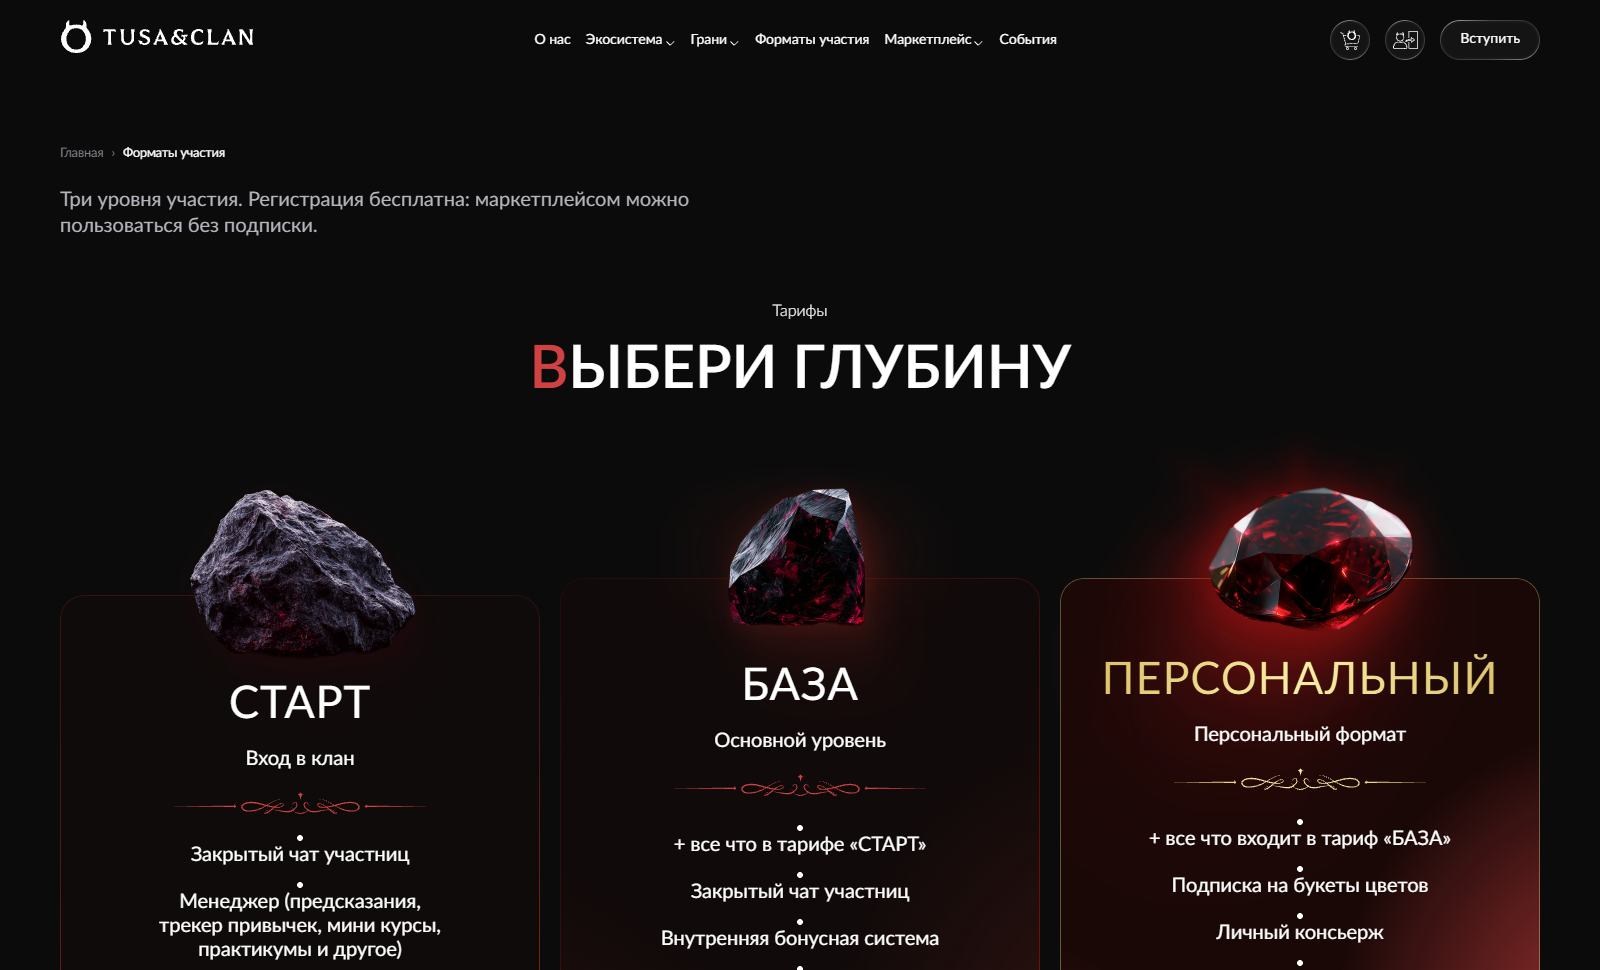 TUSA&CLAN
О нас
Экосистема
Грани
Форматы участия
Маркетплейс
События
Вступить
Главная › Форматы участия
Три уровня участия. Регистрация бесплатна: маркетплейсом можно
пользоваться без подписки.
Тарифы
ВЫБЕРИ ГЛУБИНУ
СТАРТ
Вход в клан
Закрытый чат участниц
Менеджер (предсказания,
трекер привычек, мини курсы,
практикумы и другое)
БАЗА
Основной уровень
+ все что в тарифе «СТАРТ»
Закрытый чат участниц
Внутренняя бонусная система
ПЕРСОНАЛЬНЫЙ
Персональный формат
+ все что входит в тариф «БАЗА»
Подписка на букеты цветов
Личный консьерж